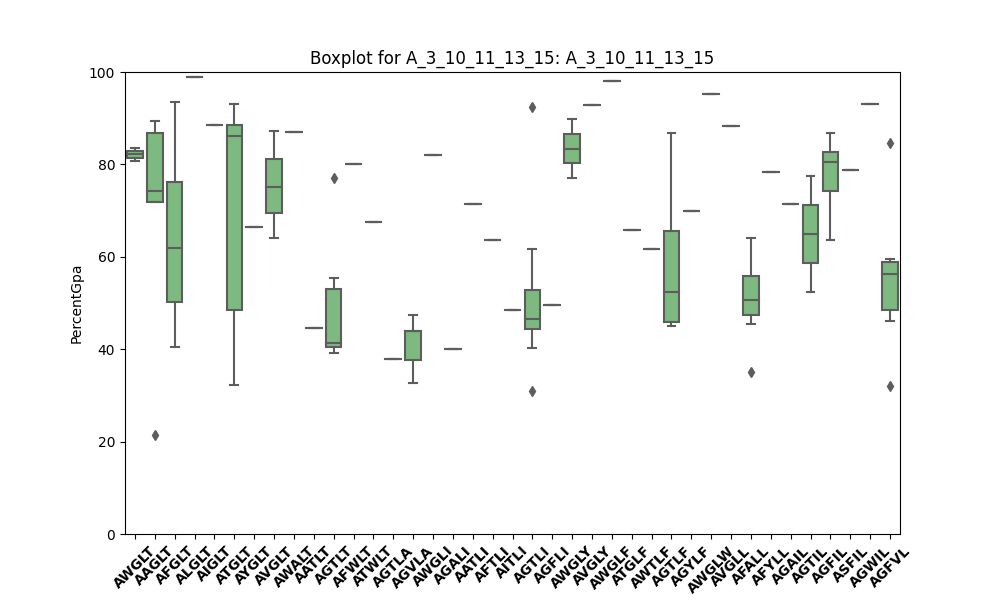 Boxplot for A_3_10_11_13_15: A_3_10_11_13_15
PercentGpa
100
80
60
40
20
0
AWGLT
AAGLT
AFGLT
ALGLT
AIGLT
ATGLT
AYGLT
AVGLT
AWALT
AATLT
AGTLT
AFWLT
ATWLT
AGTLA
AGVLA
AWGLI
AGALI
AATLI
AFTLI
AITLI
AGTLI
AGFLI
AWGLY
AVGLY
AWGLF
ATGLF
AWTLF
AGTLF
AGYLF
AWGLW
AVGLL
AFALL
AFYLL
AGAIL
AGTIL
AGFIL
ASFIL
AGWIL
AGFVL